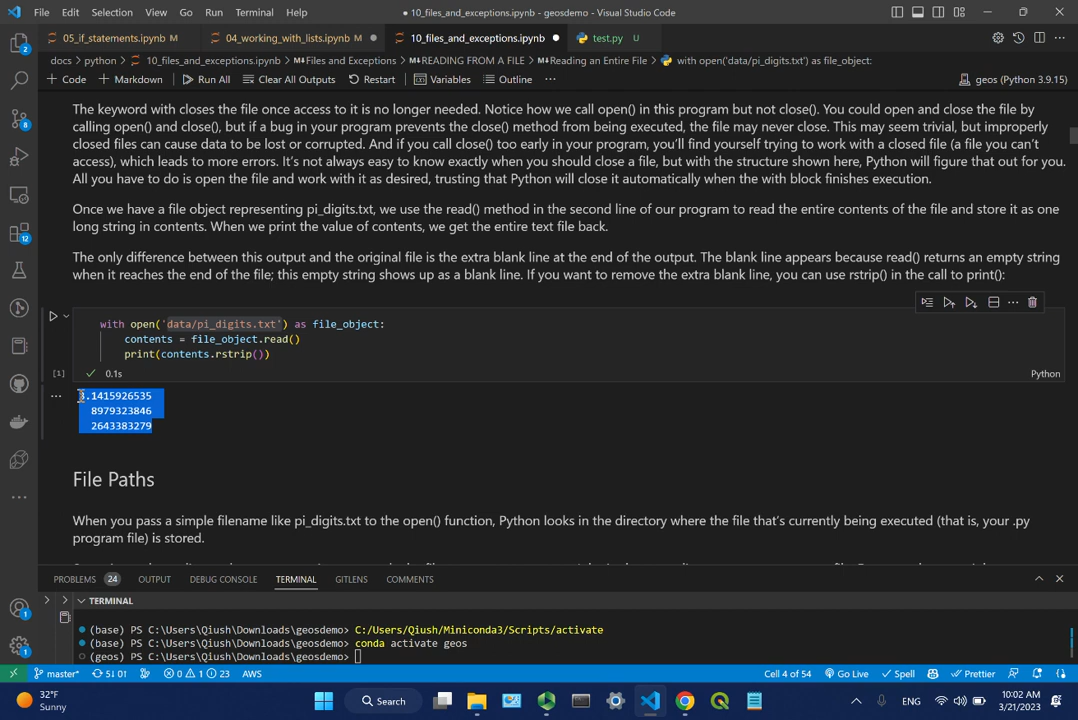 File Edit Selection View Go Run Terminal Help
● 10_files_and_exceptions.ipynb - geosdemo - Visual Studio Code
05_if_statements.ipynb M
04_working_with_lists.ipynb M
10_files_and_exceptions.ipynb
test.py U
docs > python > 10_files_and_exceptions.ipynb > Files and Exceptions > READING FROM A FILE > Reading an Entire File > with open('data/pi_digits.txt') as file_object:
+ Code + Markdown Run All Clear All Outputs Restart Variables Outline ···
geos (Python 3.9.15)
The keyword with closes the file once access to it is no longer needed. Notice how we call open() in this program but not close(). You could open and close the file by
calling open() and close(), but if a bug in your program prevents the close() method from being executed, the file may never close. This may seem trivial, but improperly
closed files can cause data to be lost or corrupted. And if you call close() too early in your program, you'll find yourself trying to work with a closed file (a file you can't
access), which leads to more errors. It's not always easy to know exactly when you should close a file, but with the structure shown here, Python will figure that out for you.
All you have to do is open the file and work with it as desired, trusting that Python will close it automatically when the with block finishes execution.
Once we have a file object representing pi_digits.txt, we use the read() method in the second line of our program to read the entire contents of the file and store it as one
long string in contents. When we print the value of contents, we get the entire text file back.
The only difference between this output and the original file is the extra blank line at the end of the output. The blank line appears because read() returns an empty string
when it reaches the end of the file; this empty string shows up as a blank line. If you want to remove the extra blank line, you can use rstrip() in the call to print():
with open('data/pi_digits.txt') as file_object:
contents = file_object.read()
print(contents.rstrip())
[1] 0.1s Python
3.1415926535
8979323846
2643383279
File Paths
When you pass a simple filename like pi_digits.txt to the open() function, Python looks in the directory where the file that's currently being executed (that is, your .py
program file) is stored.
PROBLEMS 24 OUTPUT DEBUG CONSOLE TERMINAL GITLENS COMMENTS
TERMINAL
(base) PS C:\Users\Qiush\Downloads\geosdemo> C:/Users/Qiush/Miniconda3/Scripts/activate
(base) PS C:\Users\Qiush\Downloads\geosdemo> conda activate geos
(geos) PS C:\Users\Qiush\Downloads\geosdemo>
2
8
12
1
1
master* 5↓ 0↑ 0 1 23 AWS
Cell 4 of 54 Go Live Spell Prettier
32°F
Sunny
Search
ENG
10:02 AM
3/21/2023